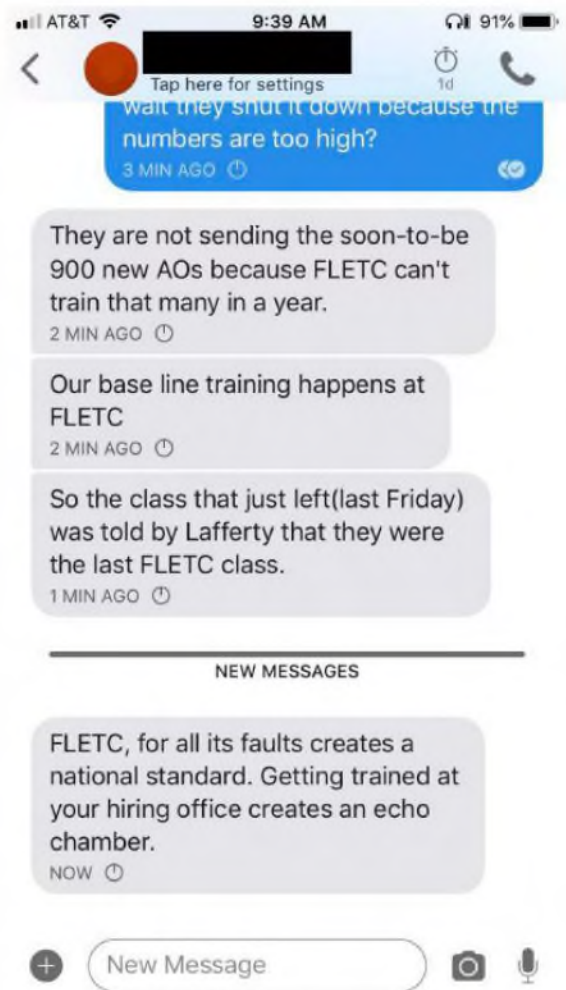 AT&T 9:39 AM 91%
Tap here for settings
1d
wait they shut it down because the
numbers are too high?
3 MIN AGO
They are not sending the soon-to-be
900 new AOs because FLETC can't
train that many in a year.
2 MIN AGO
Our base line training happens at
FLETC
2 MIN AGO
So the class that just left(last Friday)
was told by Lafferty that they were
the last FLETC class.
1 MIN AGO
NEW MESSAGES
FLETC, for all its faults creates a
national standard. Getting trained at
your hiring office creates an echo
chamber.
NOW
New Message